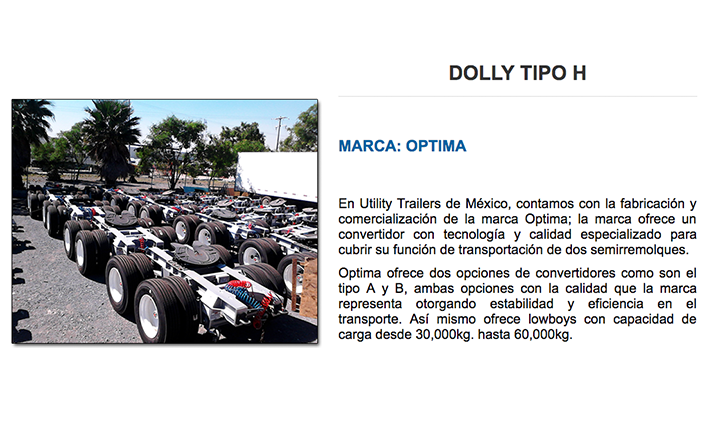 DOLLY TIPO H
MARCA: OPTIMA
En Utility Trailers de México, contamos con la fabricación y
comercialización de la marca Optima; la marca ofrece un
convertidor con tecnología y calidad especializado para
cubrir su función de transportación de dos semirremolques.
Optima ofrece dos opciones de convertidores como son el
tipo A y B, ambas opciones con la calidad que la marca
representa otorgando estabilidad y eficiencia en el
transporte. Así mismo ofrece lowboys con capacidad de
carga desde 30,000kg. hasta 60,000kg.